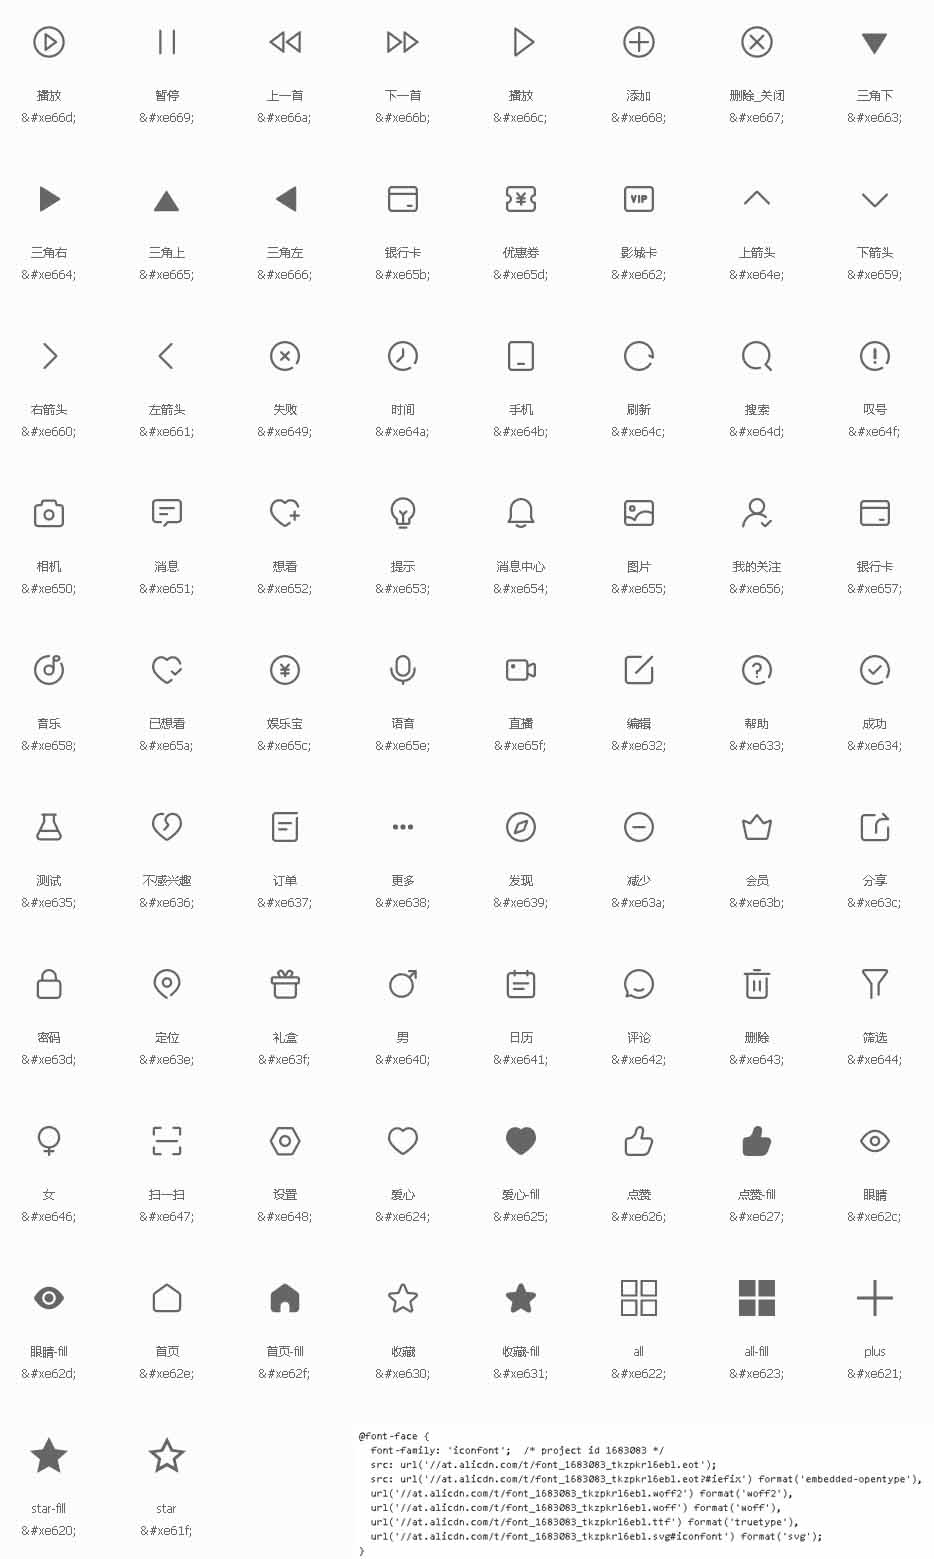 播放 暂停 上一首 下一首 播放 添加 删除_关闭 三角下
&#xe66d; &#xe669; &#xe66a; &#xe66b; &#xe66c; &#xe668; &#xe667; &#xe663;
VIP
三角右 三角上 三角左 银行卡 优惠券 影城卡 上箭头 下箭头
&#xe664; &#xe665; &#xe666; &#xe65b; &#xe65d; &#xe662; &#xe64e; &#xe659;
右箭头 左箭头 失败 时间 手机 刷新 搜索 叹号
&#xe660; &#xe661; &#xe649; &#xe64a; &#xe64b; &#xe64c; &#xe64d; &#xe64f;
相机 消息 想看 提示 消息中心 图片 我的关注 银行卡
&#xe650; &#xe651; &#xe652; &#xe653; &#xe654; &#xe655; &#xe656; &#xe657;
音乐 已想看 娱乐宝 语音 直播 编辑 帮助 成功
&#xe658; &#xe65a; &#xe65c; &#xe65e; &#xe65f; &#xe632; &#xe633; &#xe634;
测试 不感兴趣 订单 更多 发现 减少 会员 分享
&#xe635; &#xe636; &#xe637; &#xe638; &#xe639; &#xe63a; &#xe63b; &#xe63c;
密码 定位 礼盒 男 日历 评论 删除 筛选
&#xe63d; &#xe63e; &#xe63f; &#xe640; &#xe641; &#xe642; &#xe643; &#xe644;
女 扫一扫 设置 爱心 爱心-fill 点赞 点赞-fill 眼睛
&#xe646; &#xe647; &#xe648; &#xe624; &#xe625; &#xe626; &#xe627; &#xe62c;
眼睛-fill 首页 首页-fill 收藏 收藏-fill all all-fill plus
&#xe62d; &#xe62e; &#xe62f; &#xe630; &#xe631; &#xe622; &#xe623; &#xe621;
star-fill star
&#xe620; &#xe61f;
@font-face {
font-family: 'iconfont'; /* project id 1683083 */
src: url('//at.alicdn.com/t/font_1683083_tkzpkrl6ebl.eot');
src: url('//at.alicdn.com/t/font_1683083_tkzpkrl6ebl.eot?#iefix') format('embedded-opentype'),
url('//at.alicdn.com/t/font_1683083_tkzpkrl6ebl.woff2') format('woff2'),
url('//at.alicdn.com/t/font_1683083_tkzpkrl6ebl.woff') format('woff'),
url('//at.alicdn.com/t/font_1683083_tkzpkrl6ebl.ttf') format('truetype'),
url('//at.alicdn.com/t/font_1683083_tkzpkrl6ebl.svg#iconfont') format('svg');
}